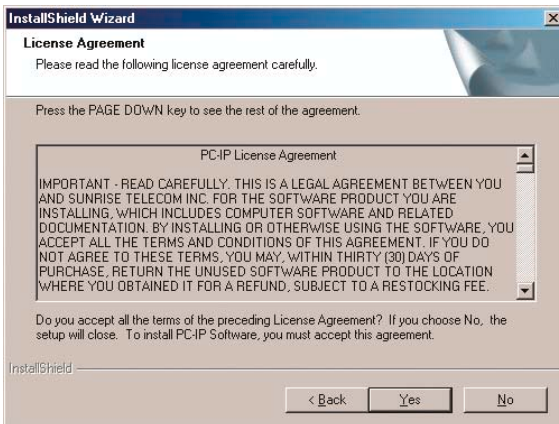 InstallShield Wizard
License Agreement
Please read the following license agreement carefully.
Press the PAGE DOWN key to see the rest of the agreement.
PC-IP License Agreement
IMPORTANT - READ CAREFULLY. THIS IS A LEGAL AGREEMENT BETWEEN YOU
AND SUNRISE TELECOM INC. FOR THE SOFTWARE PRODUCT YOU ARE
INSTALLING, WHICH INCLUDES COMPUTER SOFTWARE AND RELATED
DOCUMENTATION. BY INSTALLING OR OTHERWISE USING THE SOFTWARE, YOU
ACCEPT ALL THE TERMS AND CONDITIONS OF THIS AGREEMENT. IF YOU DO
NOT AGREE TO THESE TERMS, YOU MAY, WITHIN THIRTY (30) DAYS OF
PURCHASE, RETURN THE UNUSED SOFTWARE PRODUCT TO THE LOCATION
WHERE YOU OBTAINED IT FOR A REFUND, SUBJECT TO A RESTOCKING FEE.
Do you accept all the terms of the preceding License Agreement? If you choose No, the
setup will close. To install PC-IP Software, you must accept this agreement.
InstallShield
< Back
Yes
No